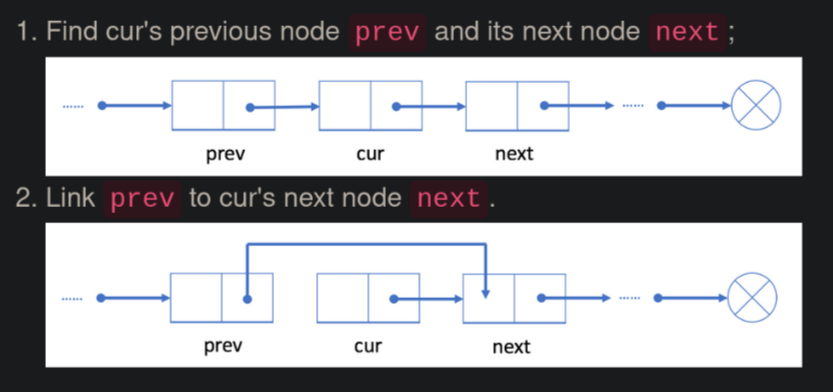 1. Find cur's previous node prev and its next node next ;
...... ......
prev cur next
2. Link prev to cur's next node next .
...... ......
prev cur next